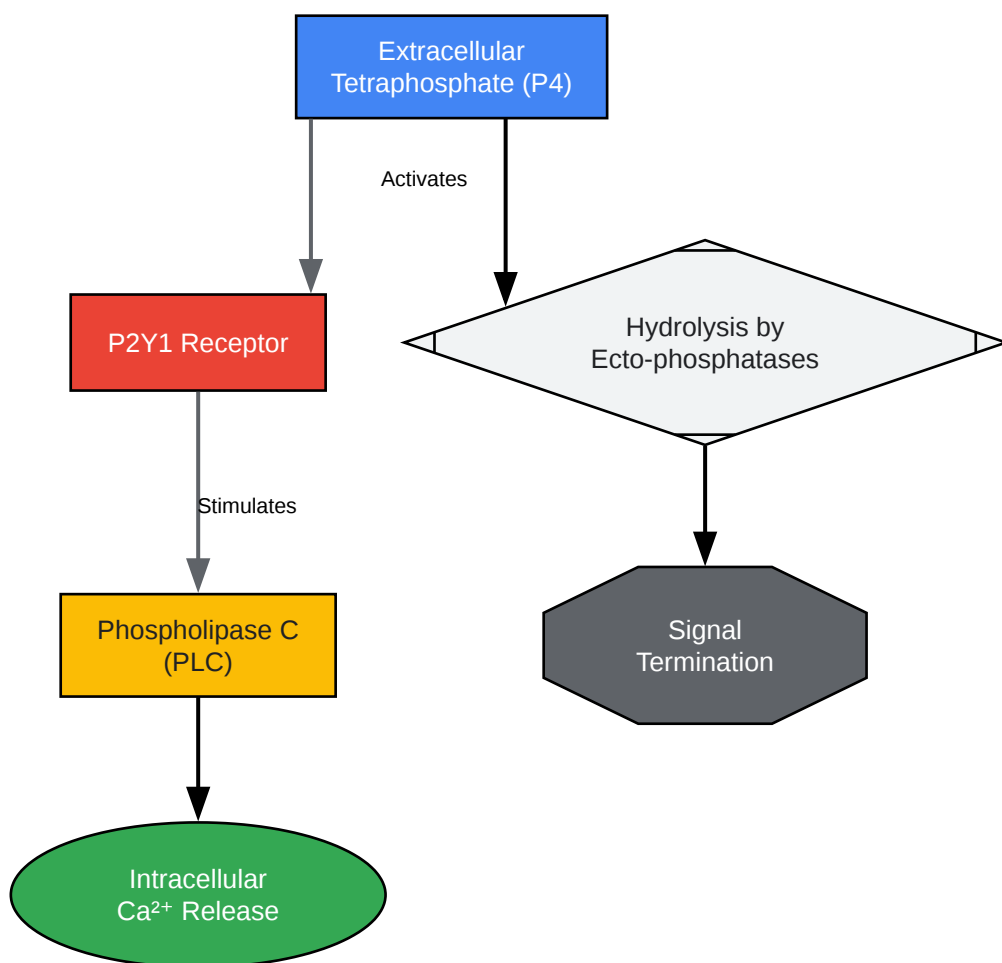 Extracellular
Tetraphosphate (P4)
Activates
P2Y1 Receptor
Hydrolysis by
Ecto-phosphatases
Stimulates
Phospholipase C
(PLC)
Signal
Termination
Intracellular
Ca²⁺ Release